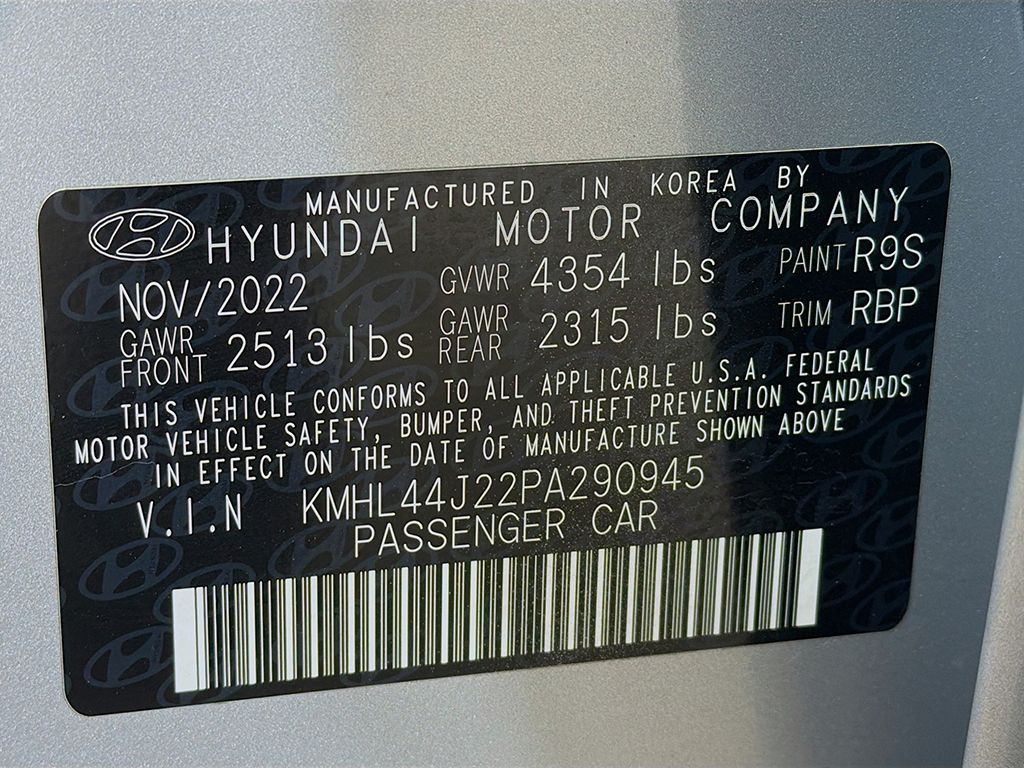 MANUFACTURED IN KOREA BY
HYUNDAI MOTOR COMPANY
NOV/2022 GVWR 4354 lbs PAINT R9S
GAWR FRONT 2513 lbs GAWR REAR 2315 lbs TRIM RBP
THIS VEHICLE CONFORMS TO ALL APPLICABLE U.S.A. FEDERAL
MOTOR VEHICLE SAFETY, BUMPER, AND THEFT PREVENTION STANDARDS
IN EFFECT ON THE DATE OF MANUFACTURE SHOWN ABOVE
V.I.N KMHL44J22PA290945
PASSENGER CAR